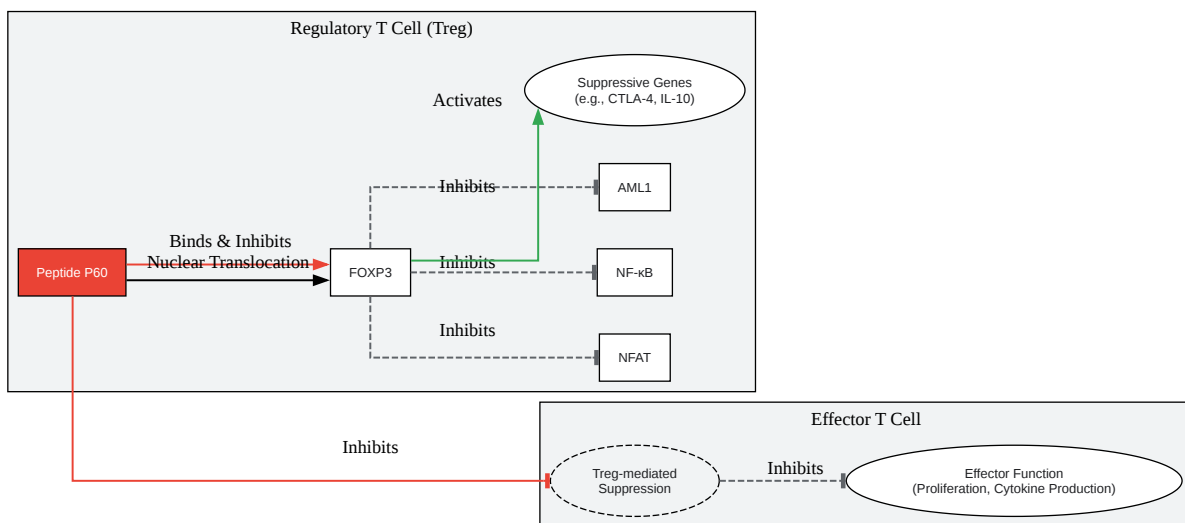 Regulatory T Cell (Treg)
Suppressive Genes
(e.g., CTLA-4, IL-10)
Activates
Inhibits
AML1
Binds & Inhibits
Nuclear Translocation
Peptide P60
FOXP3
Inhibits
NF-κB
Inhibits
NFAT
Effector T Cell
Inhibits
Treg-mediated
Suppression
Inhibits
Effector Function
(Proliferation, Cytokine Production)